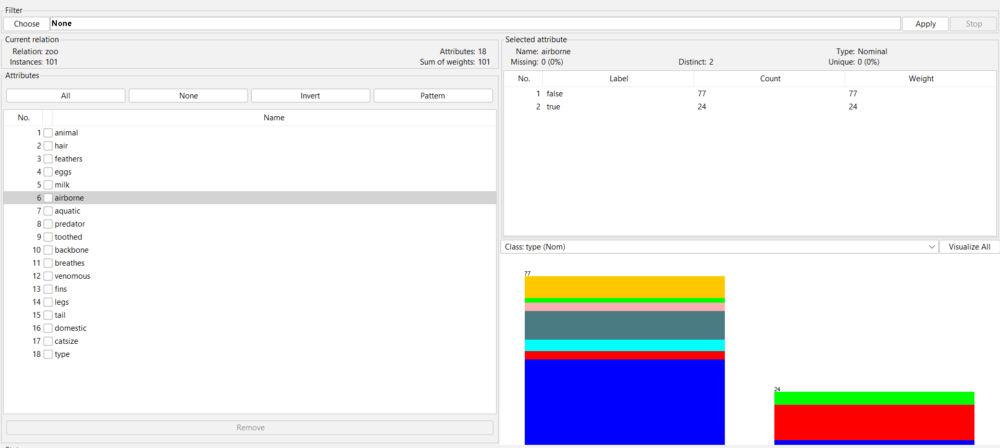 Filter
Choose None Apply Stop
Current relation
Relation: zoo Attributes: 18
Instances: 101 Sum of weights: 101
Attributes
All None Invert Pattern
No. Name
1 animal
2 hair
3 feathers
4 eggs
5 milk
6 airborne
7 aquatic
8 predator
9 toothed
10 backbone
11 breathes
12 venomous
13 fins
14 legs
15 tail
16 domestic
17 catsize
18 type
Remove
Selected attribute
Name: airborne Type: Nominal
Missing: 0 (0%) Distinct: 2 Unique: 0 (0%)
No. Label Count Weight
1 false 77 77
2 true 24 24
Class: type (Nom) Visualize All
77
24